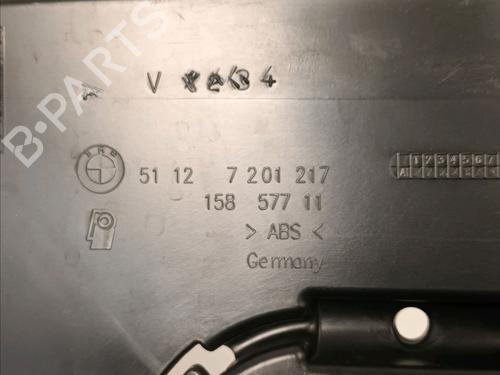 B-PARTS
51 12 7 201 217
158 577 11
> ABS <
Germany